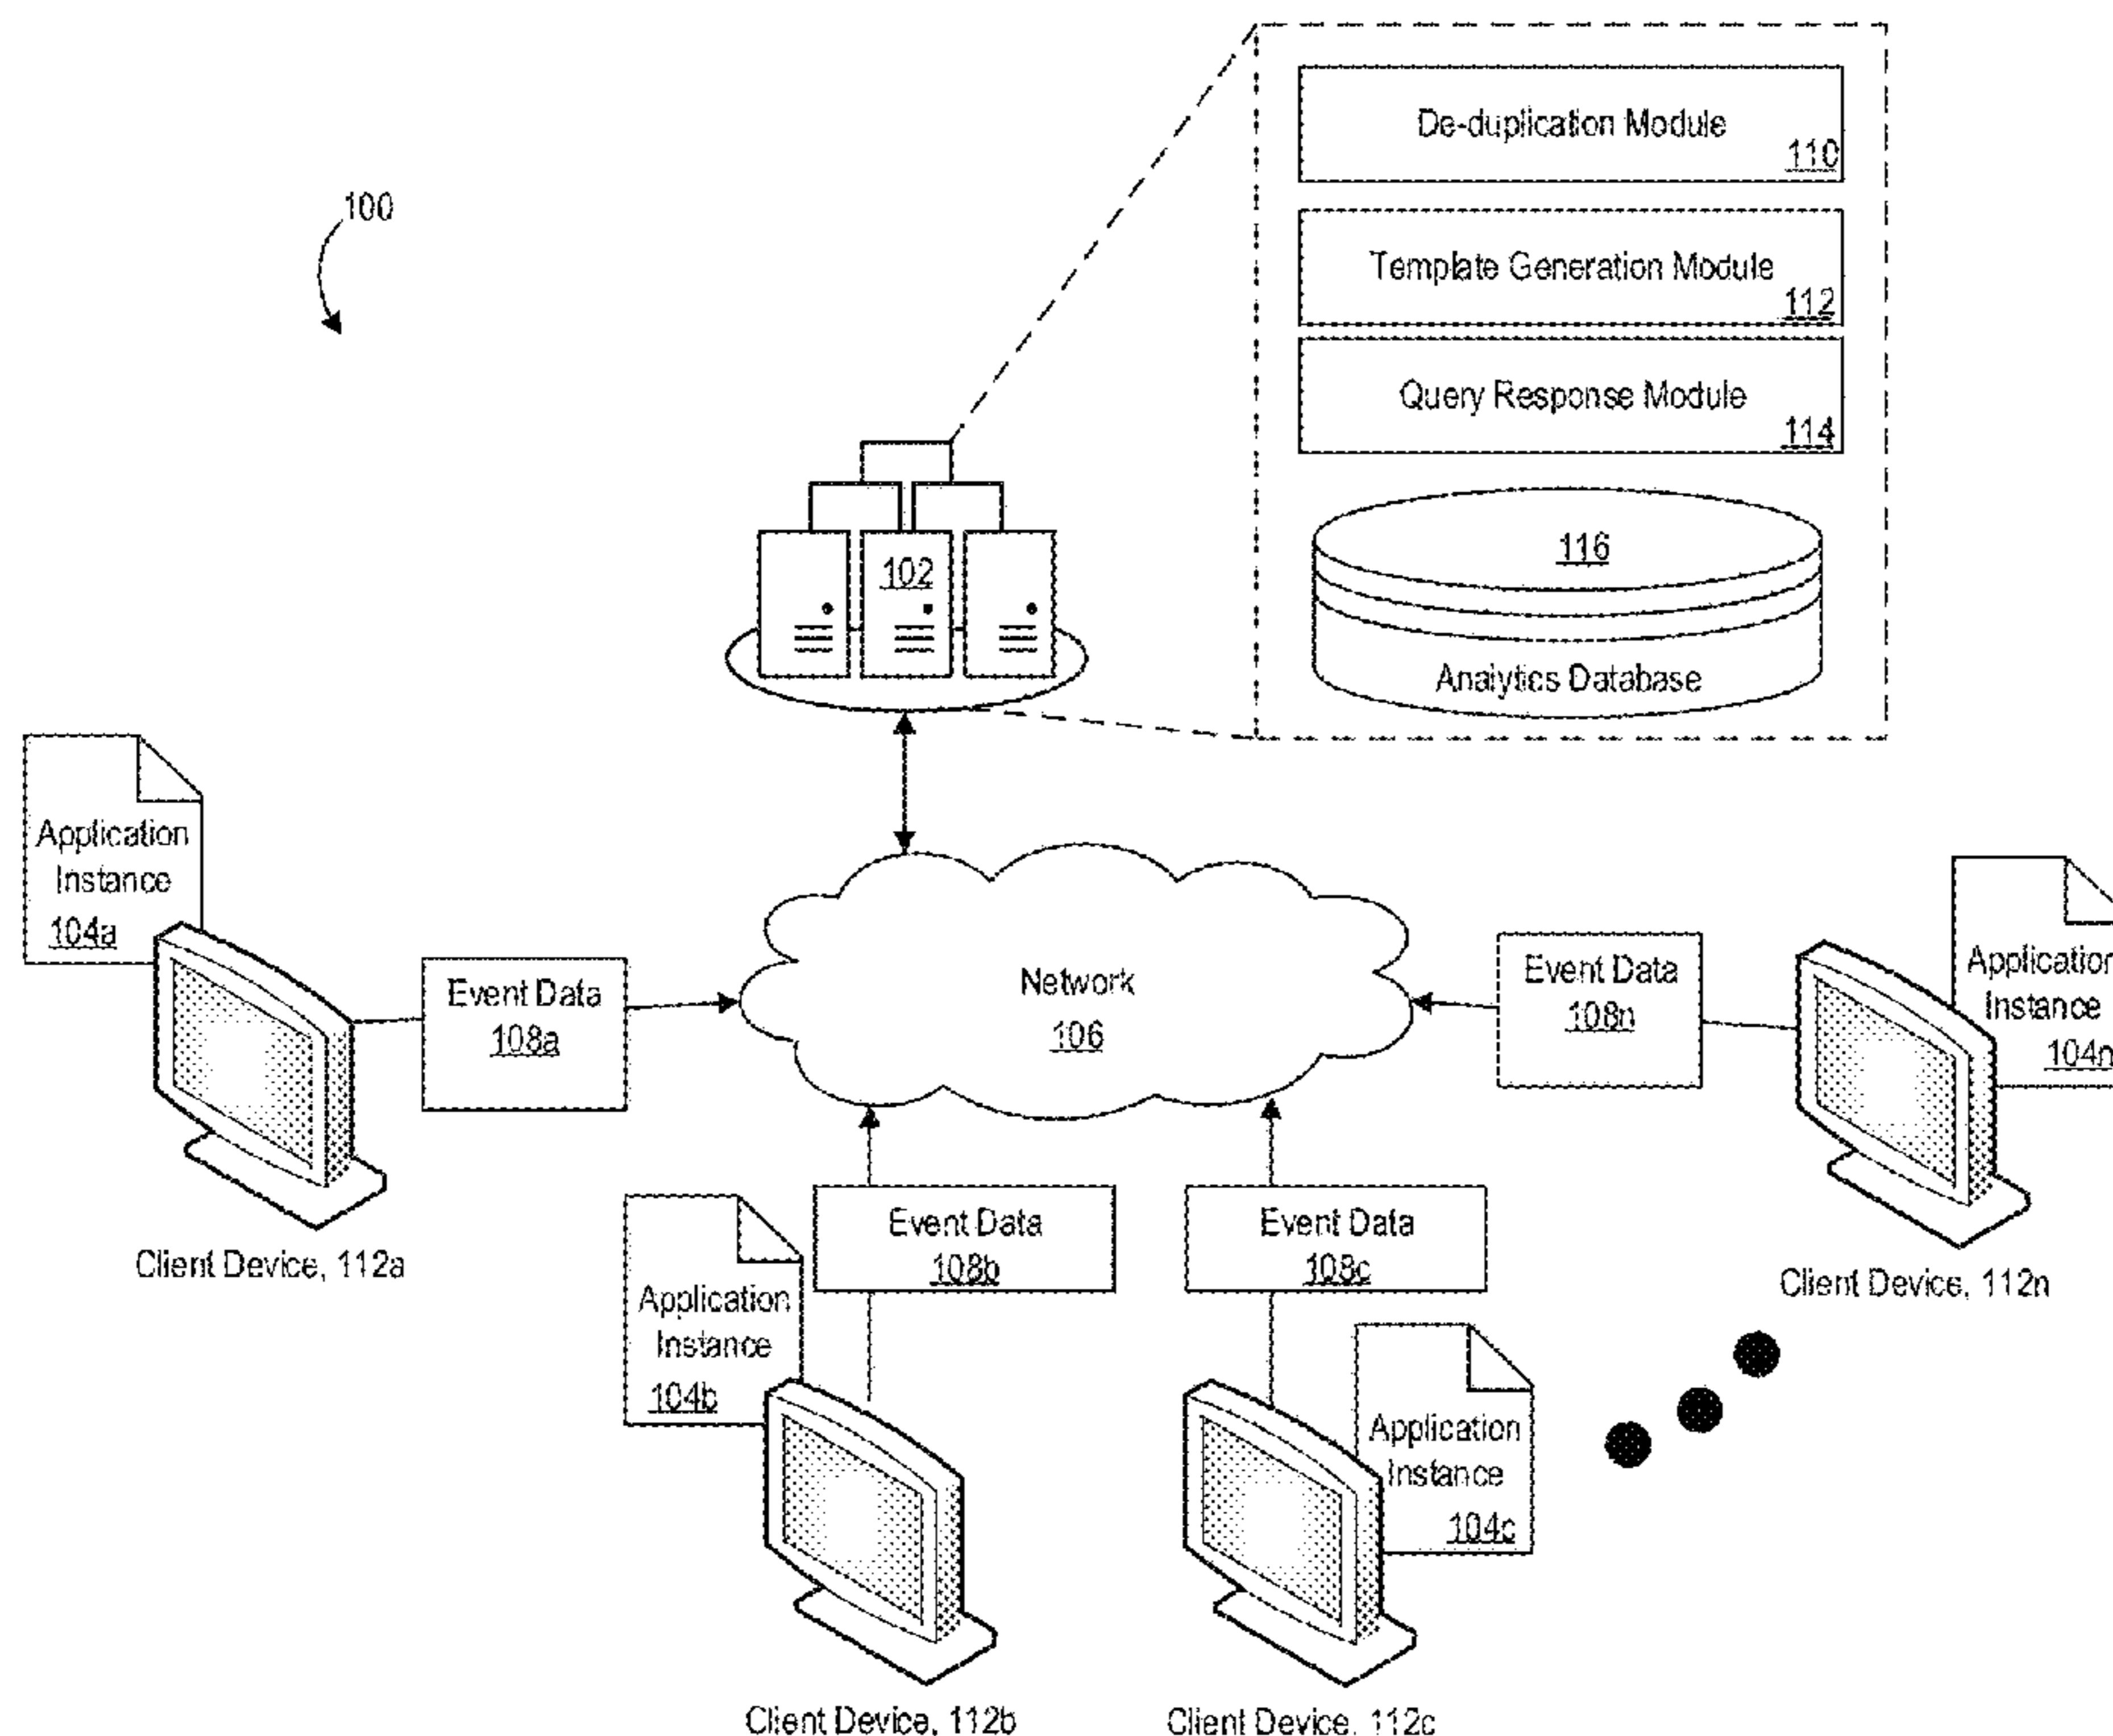 100
De-duplication Module
110
Template Generation Module
112
Query Response Module
114
102
116
Analytics Database
Application
Instance
104a
Event Data
108a
Client Device, 112a
Network
106
Event Data
108n
Application
Instance
104n
Client Device, 112n
Application
Instance
104b
Event Data
108b
Client Device, 112b
Event Data
108c
Application
Instance
104c
Client Device, 112c